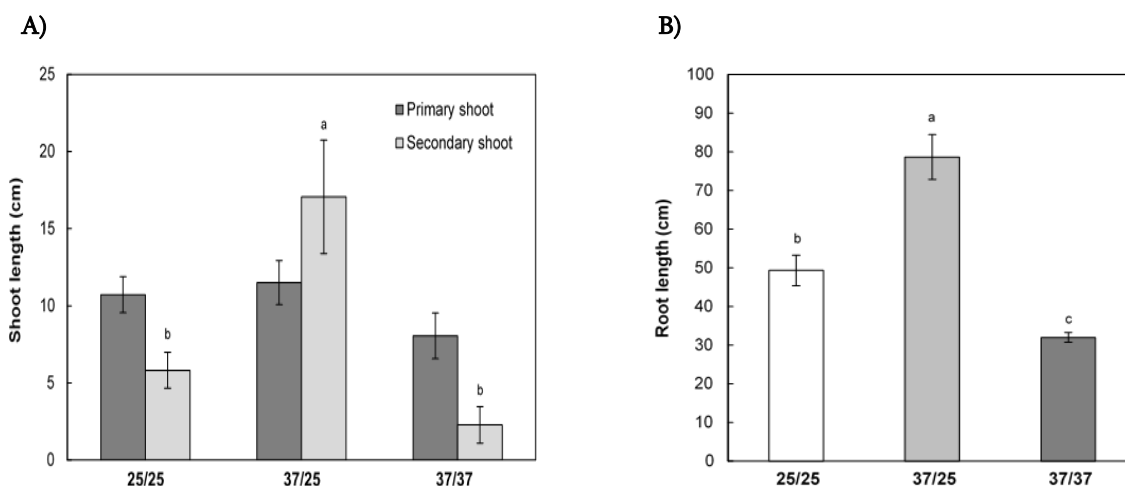 A)
25
20
15
10
5
0
Shoot length (cm)
Primary shoot
Secondary shoot
b
a
b
25/25
37/25
37/37
B)
100
90
80
70
60
50
40
30
20
10
0
Root length (cm)
b
a
c
25/25
37/25
37/37